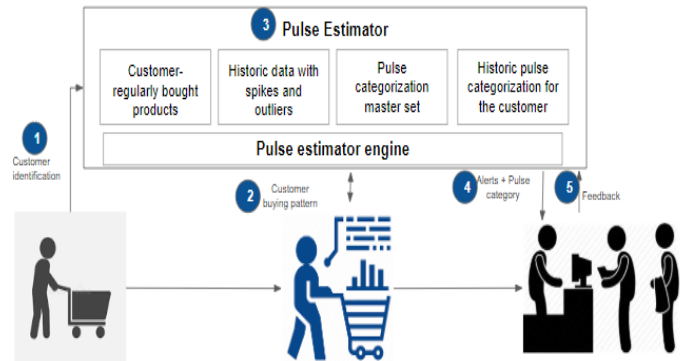 3
Pulse Estimator
Customer-
regularly bought
products
Historic data with
spikes and
outliers
Pulse
categorization
master set
Historic pulse
categorization for
the customer
Pulse estimator engine
1
Customer
identification
2
Customer
buying pattern
4
Alerts + Pulse
category
5
Feedback